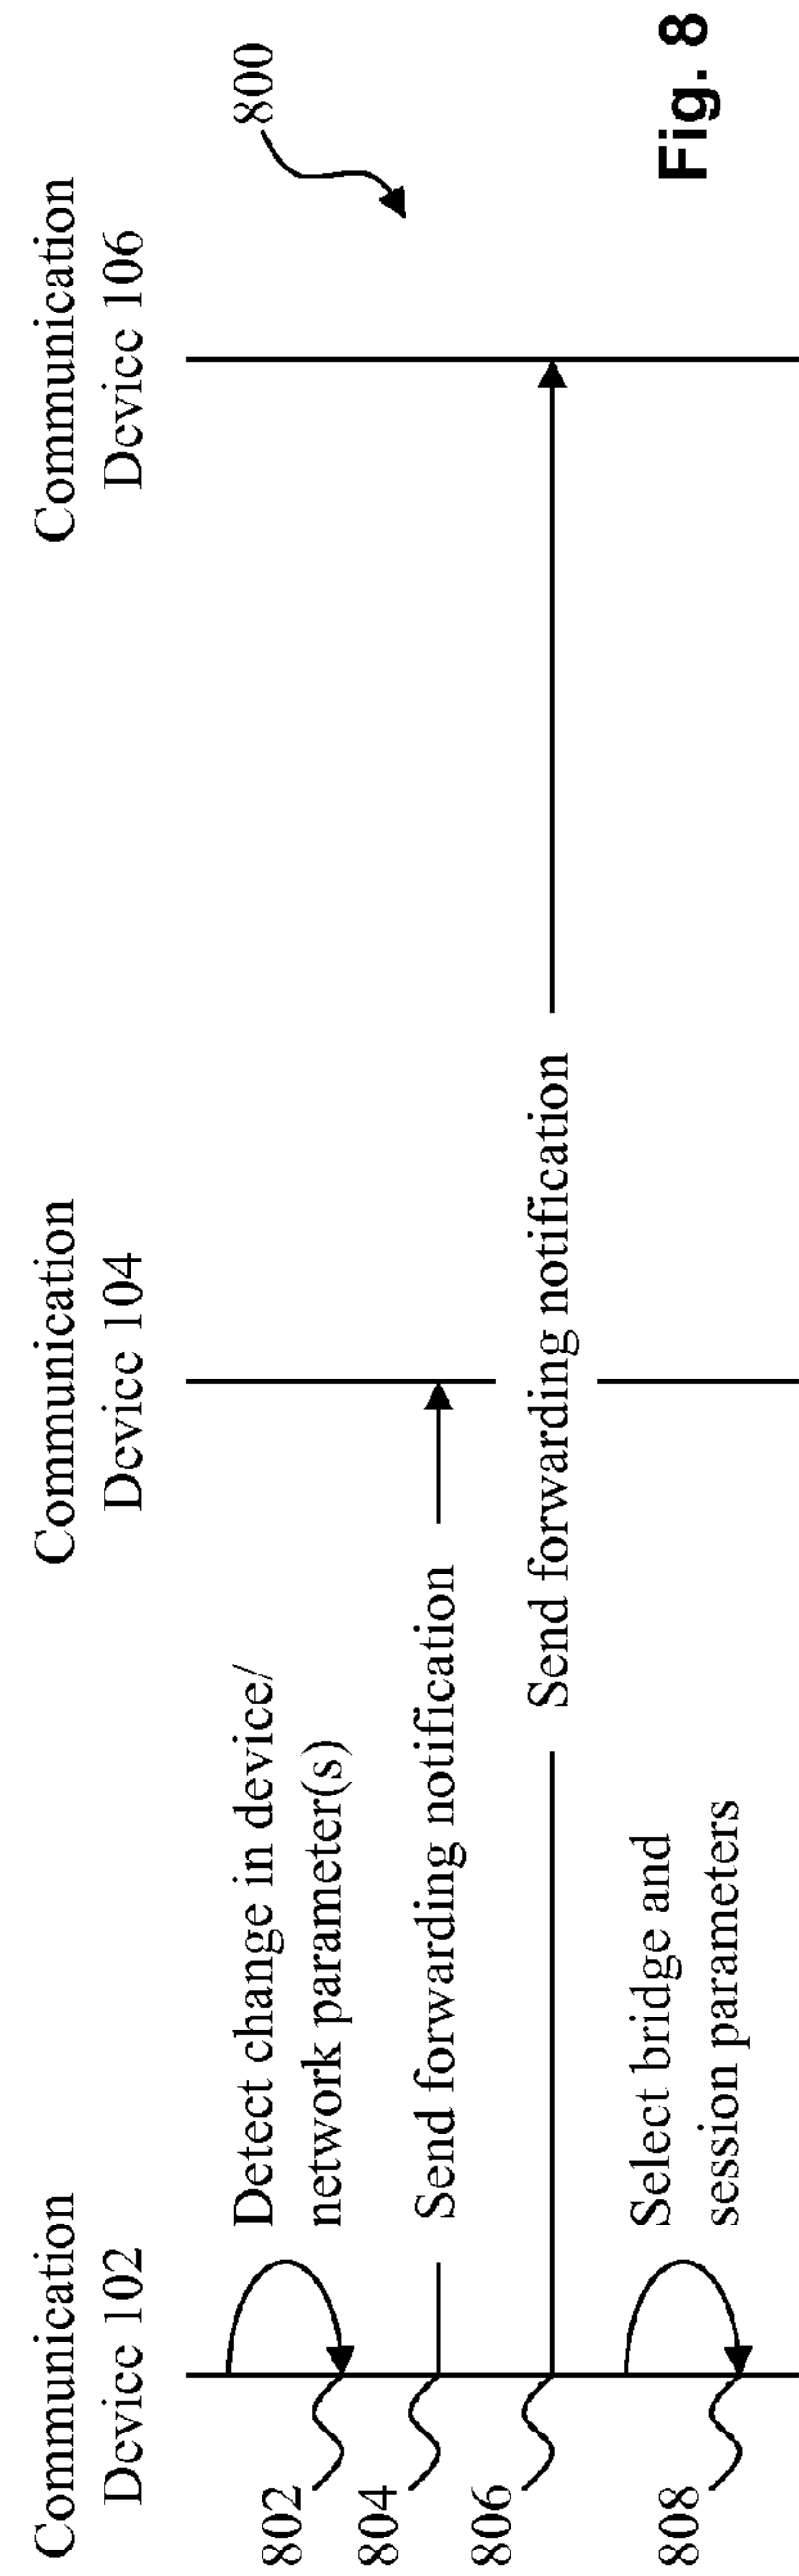 Communication
Device 102
Communication
Device 104
Communication
Device 106
800
802
Detect change in device/
network parameter(s)
804
Send forwarding notification
806
Send forwarding notification
808
Select bridge and
session parameters
Fig. 8